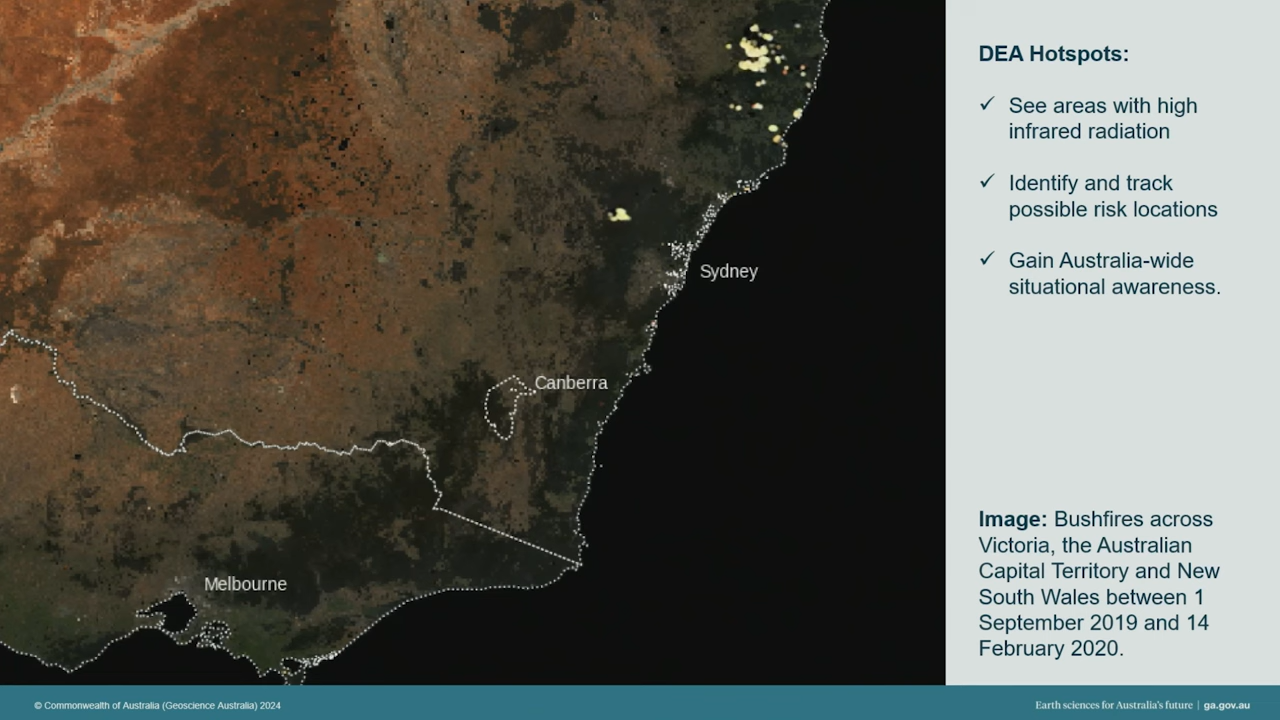 Sydney
Canberra
Melbourne
DEA Hotspots:
✓ See areas with high
infrared radiation
✓ Identify and track
possible risk locations
✓ Gain Australia-wide
situational awareness.
Image: Bushfires across
Victoria, the Australian
Capital Territory and New
South Wales between 1
September 2019 and 14
February 2020.
© Commonwealth of Australia (Geoscience Australia) 2024
Earth sciences for Australia's future | ga.gov.au